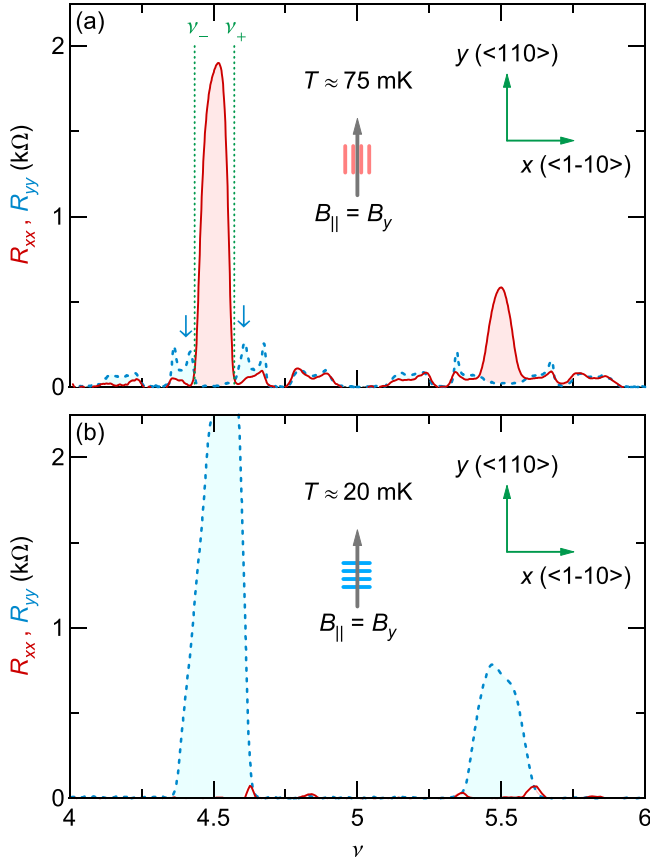 (a)
ν₋ ν₊
2
T ≈ 75 mK
y (<110>)
x (<1-10>)
B|| = By
1
0
Rxx , Ryy (kΩ)
(b)
2
T ≈ 20 mK
y (<110>)
x (<1-10>)
B|| = By
1
0
Rxx , Ryy (kΩ)
4 4.5 5 5.5 6
ν